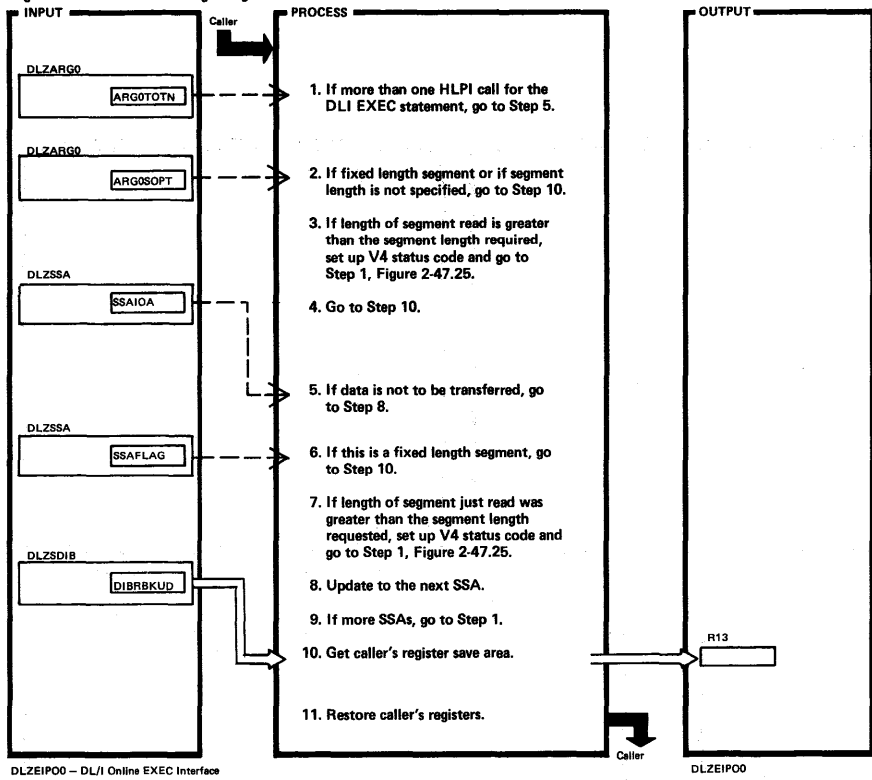 INPUT
Caller
PROCESS
OUTPUT
DLZARG0
ARG0TOTN
1. If more than one HLPI call for the
DLI EXEC statement, go to Step 5.
DLZARG0
ARG0SOPT
2. If fixed length segment or if segment
length is not specified, go to Step 10.
3. If length of segment read is greater
than the segment length required,
set up V4 status code and go to
Step 1, Figure 2-47.25.
DLZSSA
SSAIOA
4. Go to Step 10.
5. If data is not to be transferred, go
to Step 8.
DLZSSA
SSAFLAG
6. If this is a fixed length segment, go
to Step 10.
7. If length of segment just read was
greater than the segment length
requested, set up V4 status code and
go to Step 1, Figure 2-47.25.
DLZSDIB
DIBRBKUD
8. Update to the next SSA.
9. If more SSAs, go to Step 1.
10. Get caller's register save area.
R13
11. Restore caller's registers.
Caller
DLZEIPO0 – DL/I Online EXEC Interface
DLZEIPO0